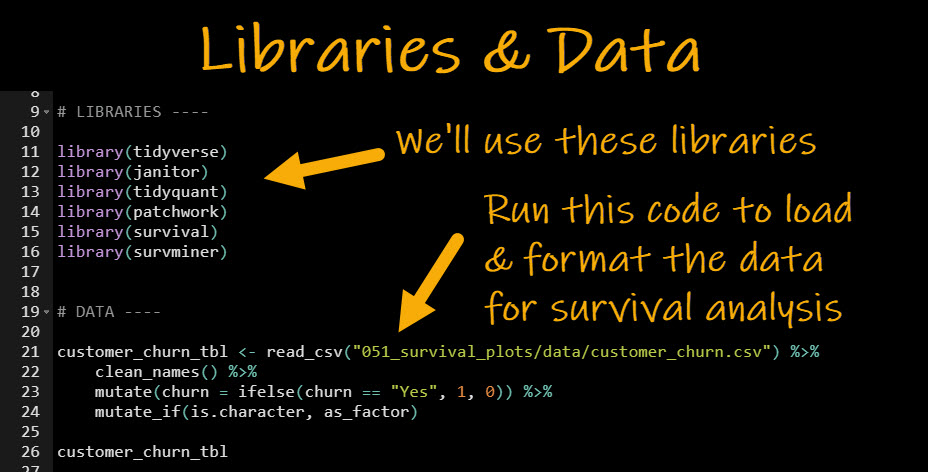 Libraries & Data
8
9 # LIBRARIES ----
10
We'll use these libraries
11 library(tidyverse)
12 library(janitor)
13 library(tidyquant)
14 library(patchwork)
15 library(survival)
16 library(survminer)
Run this code to load
& format the data
for survival analysis
17
18
19 # DATA ----
20
21 customer_churn_tbl <- read_csv("051_survival_plots/data/customer_churn.csv") %>%
22 clean_names() %>%
23 mutate(churn = ifelse(churn == "Yes", 1, 0)) %>%
24 mutate_if(is.character, as_factor)
25
26 customer_churn_tbl
27